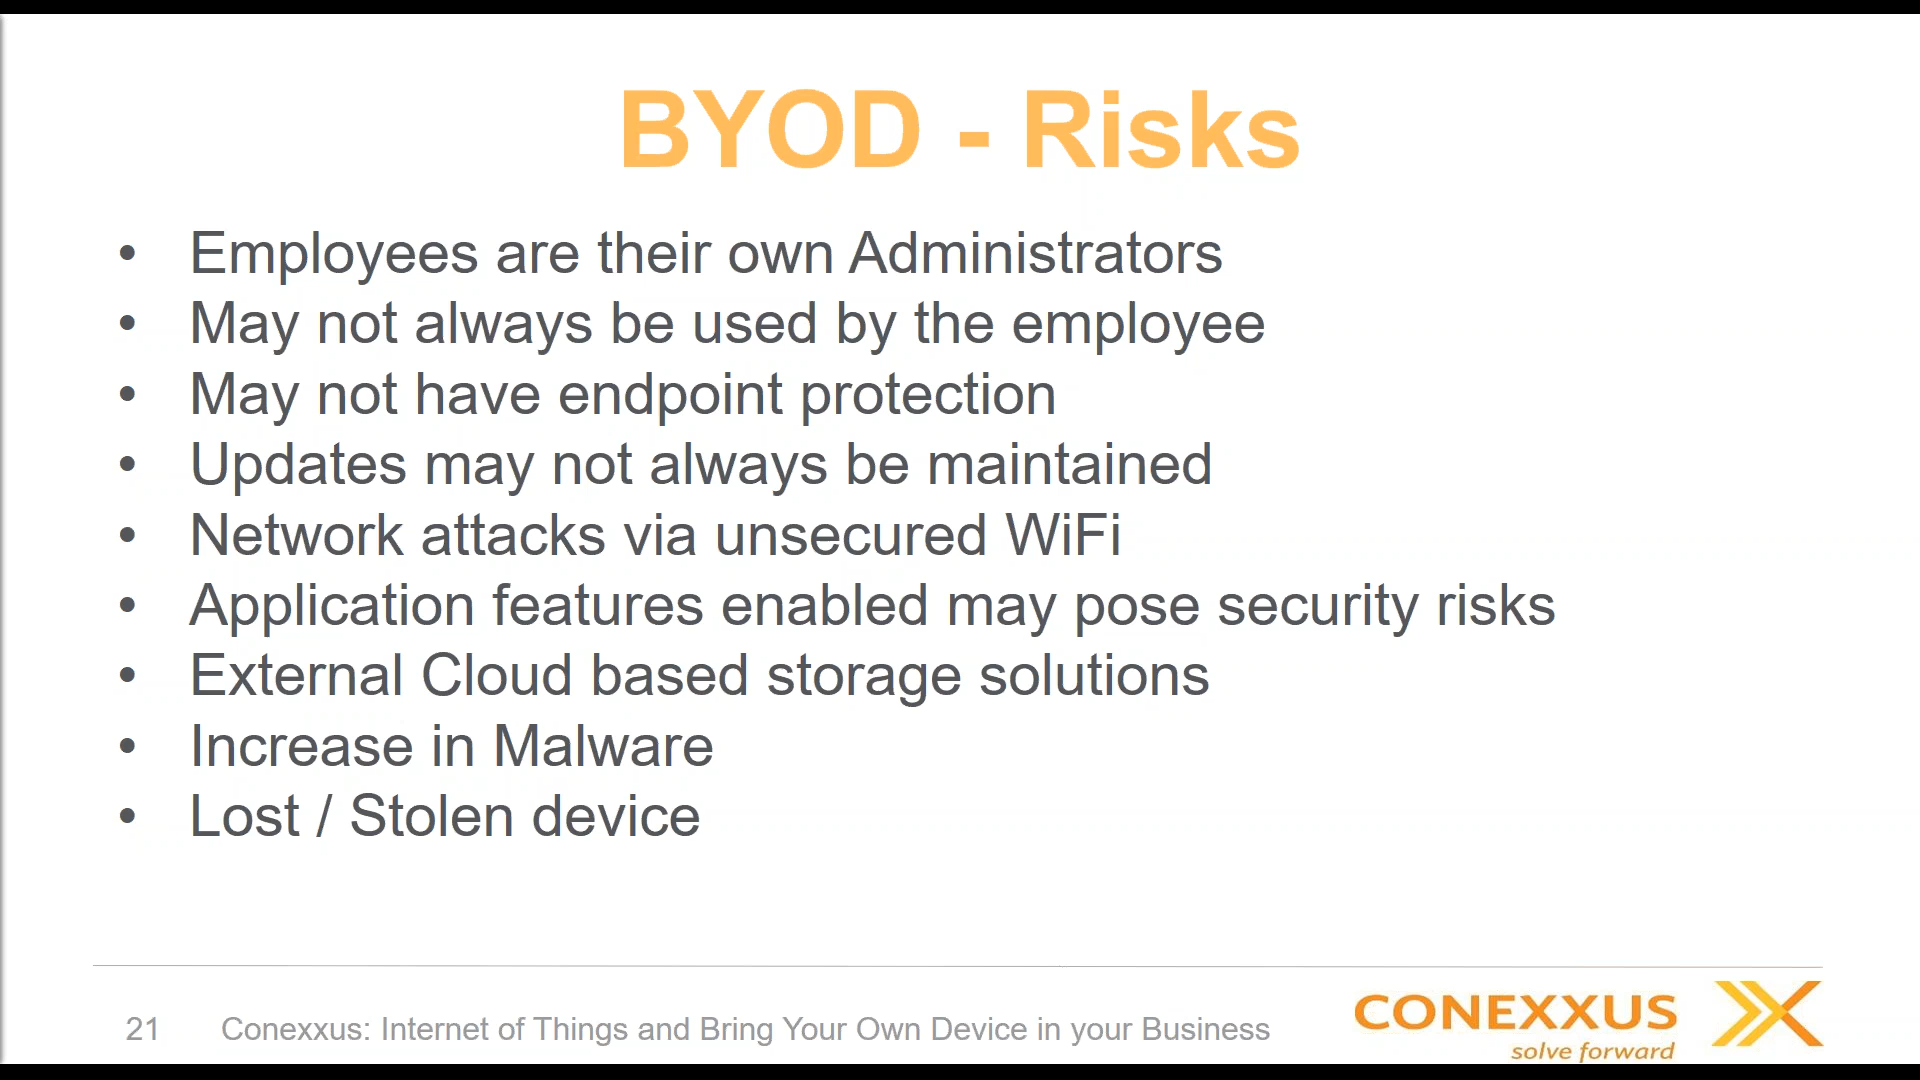 BYOD - Risks
• Employees are their own Administrators
• May not always be used by the employee
• May not have endpoint protection
• Updates may not always be maintained
• Network attacks via unsecured WiFi
• Application features enabled may pose security risks
• External Cloud based storage solutions
• Increase in Malware
• Lost / Stolen device
21 Conexxus: Internet of Things and Bring Your Own Device in your Business
CONEXXUS
solve forward